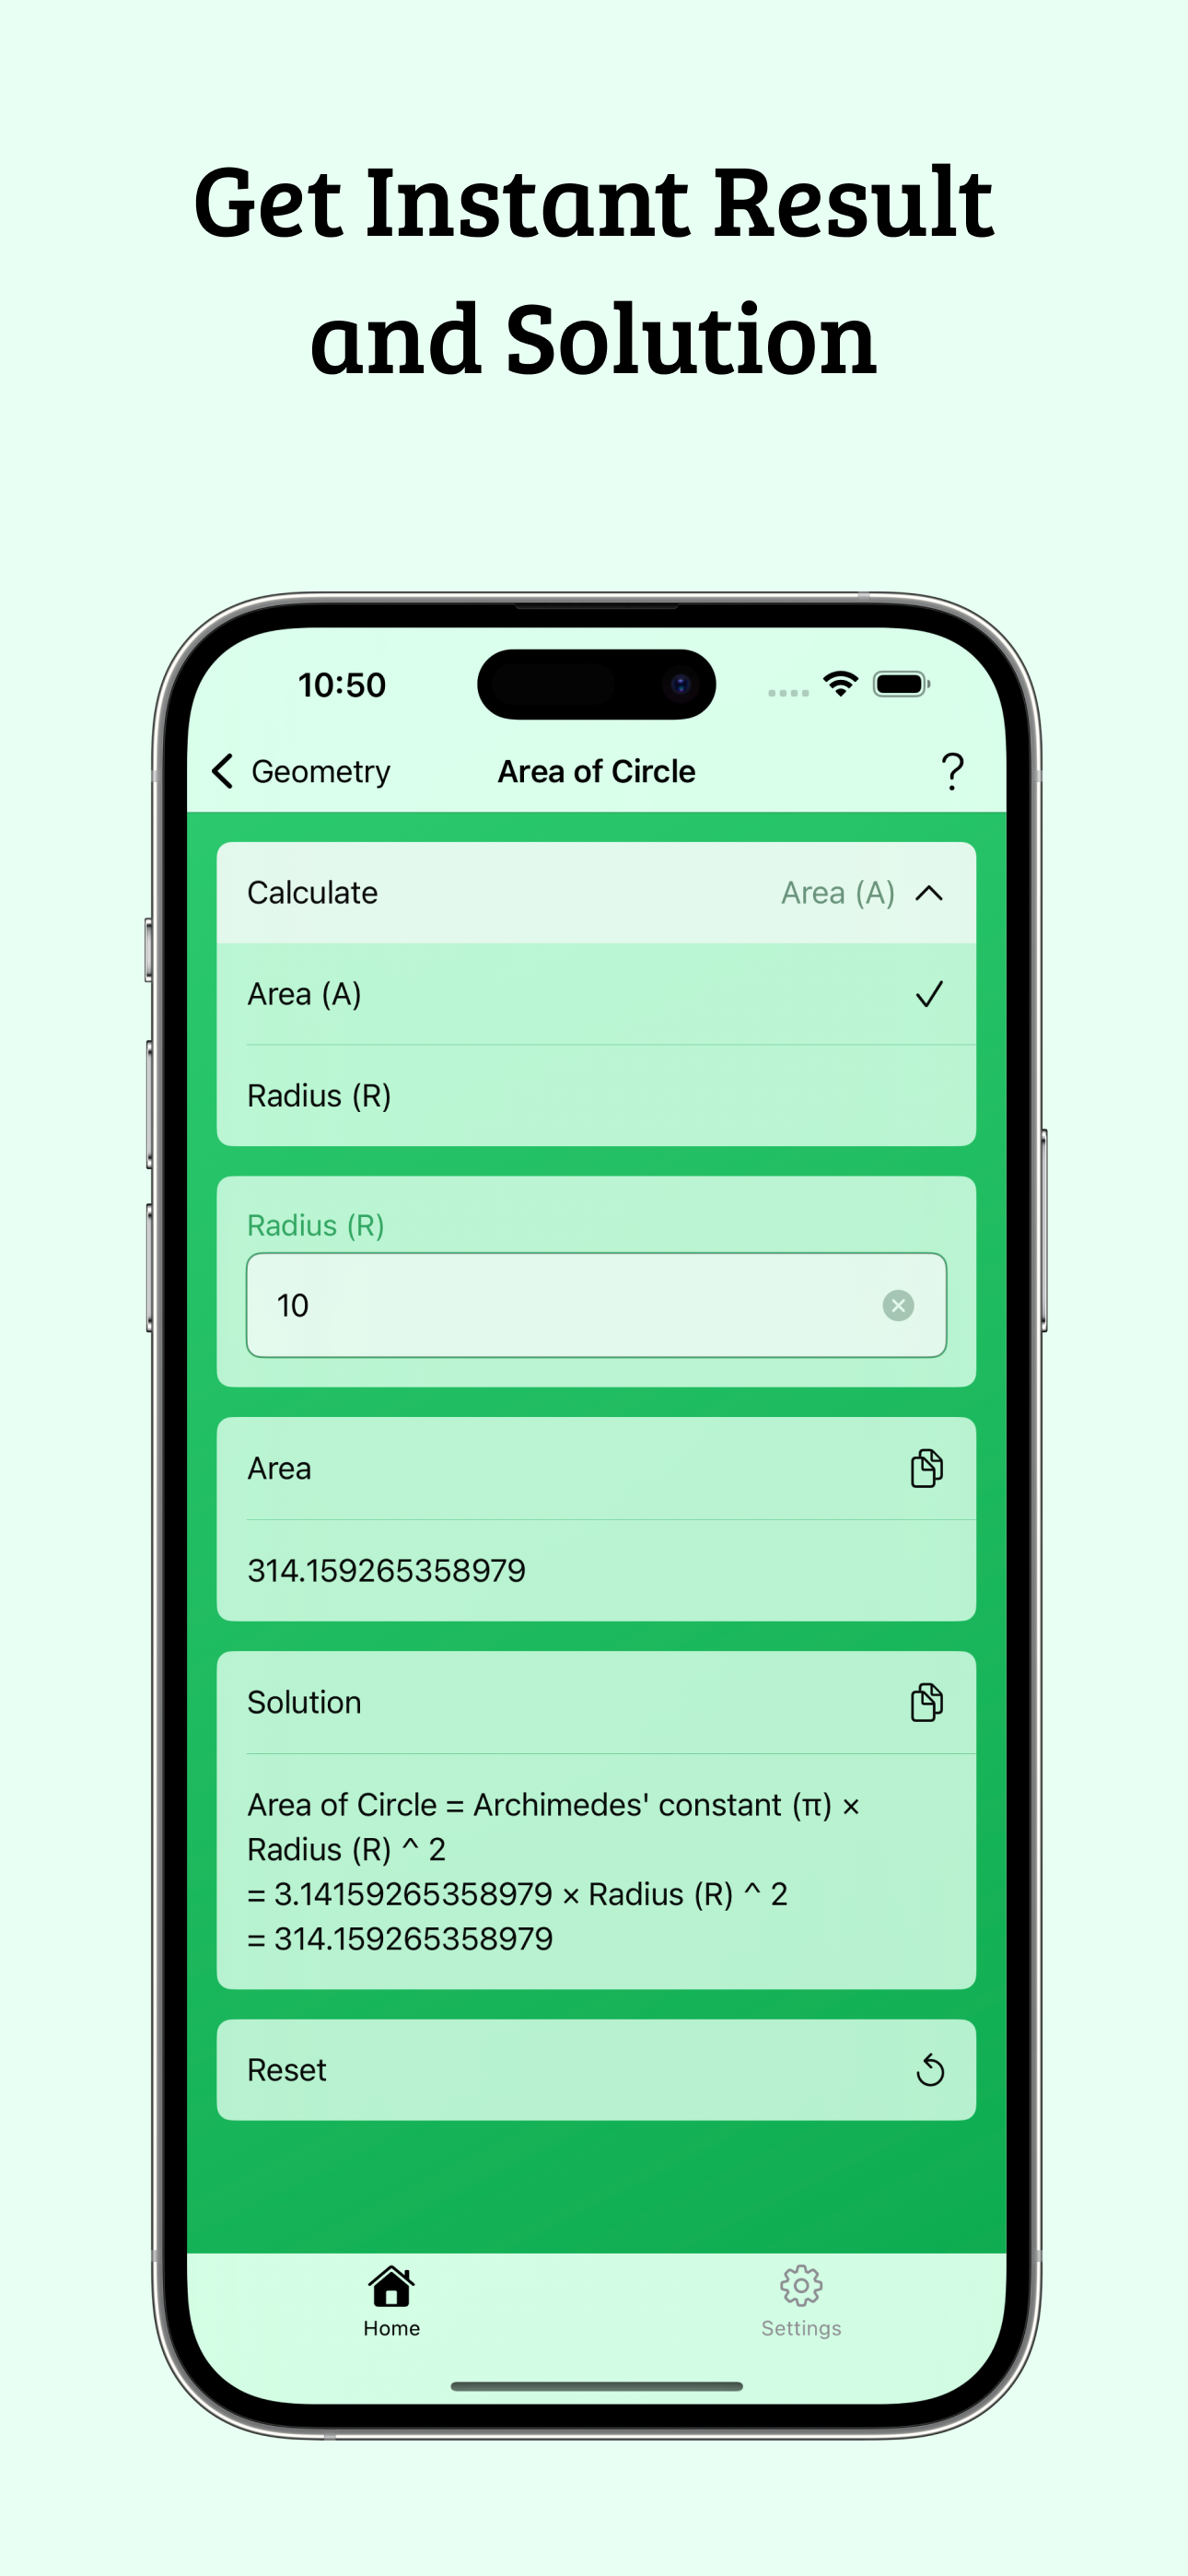 Get Instant Result
and Solution
10:50
Geometry
Area of Circle
?
Calculate
Area (A)
Area (A)
Radius (R)
Radius (R)
10
Area
314.159265358979
Solution
Area of Circle = Archimedes' constant (π) ×
Radius (R) ^ 2
= 3.14159265358979 × Radius (R) ^ 2
= 314.159265358979
Reset
Home
Settings